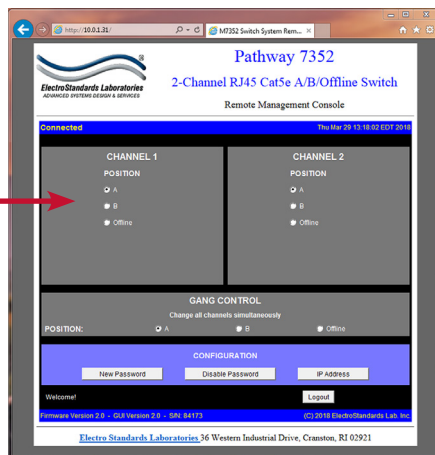 http://10.0.1.31/
M7352 Switch System Rem...
Pathway 7352
2-Channel RJ45 Cat5e A/B/Offline Switch
Remote Management Console
ElectroStandards Laboratories
ADVANCED SYSTEMS DESIGN & SERVICES
Connected
Thu Mar 29 13:18:02 EDT 2018
CHANNEL 1
POSITION
A
B
Offline
CHANNEL 2
POSITION
A
B
Offline
GANG CONTROL
Change all channels simultaneously
POSITION:
A
B
Offline
CONFIGURATION
New Password
Disable Password
IP Address
Welcome!
Logout
Firmware Version 2.0 - GUI Version 2.0 - S/N: 84173
(C) 2018 ElectroStandards Lab. Inc.
Electro Standards Laboratories 36 Western Industrial Drive, Cranston, RI 02921